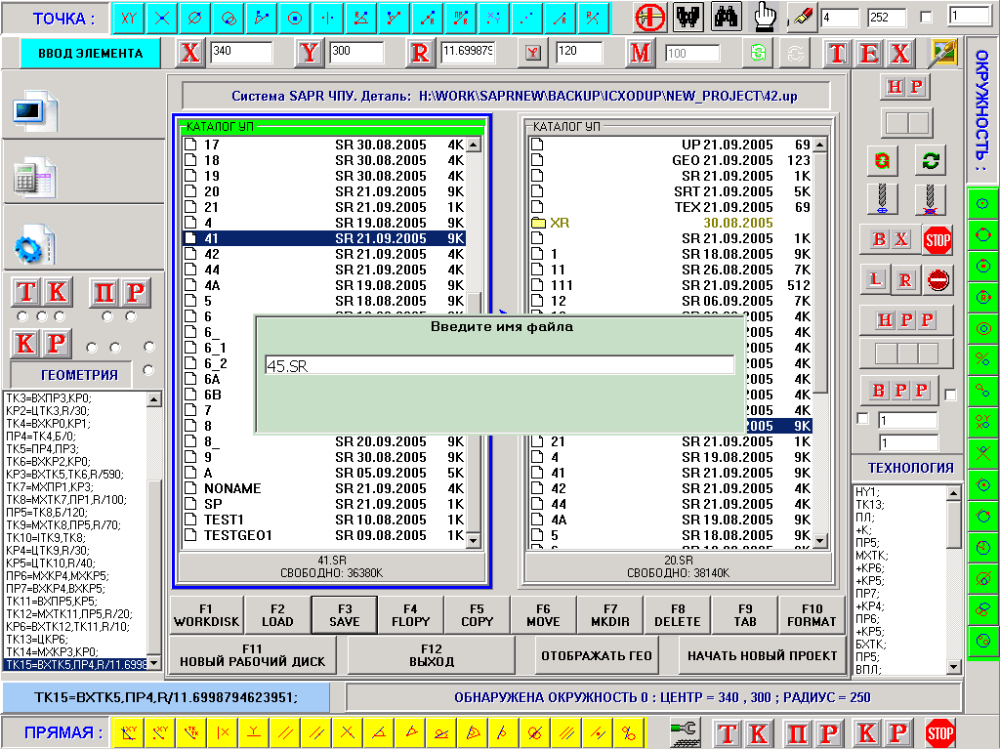 ТОЧКА :
4
252
1
ВВОД ЭЛЕМЕНТА
X 340
Y 300
R 11.699879
Y 120
M 100
T E X
ОКРУЖНОСТЬ :
Система SAPR ЧПУ. Деталь: H:\WORK\SAPRNEW\BACKUP\ICXODUP\NEW_PROJECT\42.up
КАТАЛОГ УП
17 SR 30.08.2005 4K
18 SR 30.08.2005 4K
19 SR 30.08.2005 4K
20 SR 21.09.2005 9K
21 SR 21.09.2005 1K
4 SR 19.08.2005 9K
41 SR 21.09.2005 9K
42 SR 21.09.2005 4K
44 SR 21.09.2005 4K
4A SR 19.08.2005 9K
5 SR 18.08.2005 9K
6
6_
6_1
6_2
6A
6B
7
8
8_ SR 20.09.2005 9K
9 SR 30.08.2005 9K
A SR 05.09.2005 5K
NONAME SR 21.09.2005 4K
SP SR 21.09.2005 4K
TEST1 SR 10.08.2005 1K
TESTGEO1 SR 09.08.2005 1K
41.SR
СВОБОДНО: 36380K
КАТАЛОГ УП
UP 21.09.2005 69
GEO 21.09.2005 123
SR 21.09.2005 1K
SRT 21.09.2005 5K
TEX 21.09.2005 69
XR 30.08.2005
SR 21.09.2005 1K
1 SR 18.08.2005 9K
11 SR 26.08.2005 7K
111 SR 21.09.2005 512
12 SR 06.09.2005 7K
005 4K
005 4K
005 4K
005 4K
005 4K
005 4K
005 4K
005 9K
21 SR 21.09.2005 1K
4 SR 19.08.2005 9K
41 SR 21.09.2005 9K
42 SR 21.09.2005 4K
44 SR 21.09.2005 4K
4A SR 19.08.2005 9K
5 SR 18.08.2005 9K
20.SR
СВОБОДНО: 38140K
Введите имя файла
45.SR
Т К П Р
К Р
ГЕОМЕТРИЯ
ТК3=ВХПР3,КР0;
КР2=ЦТК3,R/30;
ТК4=ВХКР0,КР1;
ПР4=ТК4,Б/0;
ТК5=ПР4,ПР3;
ТК6=ВХКР2,КР0;
КР3=ВХТК5,ТК6,R/590;
ТК7=МХПР1,КР3;
ТК8=МХТК7,ПР1,R/100;
ПР5=ТК8,Б/120;
ТК9=МХТК8,ПР5,R/70;
ТК10=ІТК9,ТК8;
КР4=ЦТК9,R/30;
КР5=ЦТК10,R/40;
ПР6=МХКР4,МХКР5;
ПР7=ВХКР4,ВХКР5;
ТК11=ВХПР5,КР5;
ТК12=МХТК11,ПР5,R/20;
КР6=ВХТК12,ТК11,R/10;
ТК13=ЦКР6;
ТК14=МХКР3,КР0;
ТК15=ВХТК5,ПР4,R/11.699
Н Р
В X STOP
L R
Н Р Р
В Р Р
1
1
ТЕХНОЛОГИЯ
HY1;
ТК13;
ПЛ;
+К;
ПР5;
МХТК;
+КР6;
+КР5;
ПР7;
+КР4;
ПР6;
+КР5;
БХТК;
ПР5;
ВПЛ;
F1 WORKDISK
F2 LOAD
F3 SAVE
F4 FLOPY
F5 COPY
F6 MOVE
F7 MKDIR
F8 DELETE
F9 TAB
F10 FORMAT
F11 НОВЫЙ РАБОЧИЙ ДИСК
F12 ВЫХОД
ОТОБРАЖАТЬ ГЕО
НАЧАТЬ НОВЫЙ ПРОЕКТ
ТК15=ВХТК5,ПР4,R/11.6998794623951;
ОБНАРУЖЕНА ОКРУЖНОСТЬ 0 : ЦЕНТР = 340 , 300 ; РАДИУС = 250
ПРЯМАЯ :
Т К П Р К Р STOP